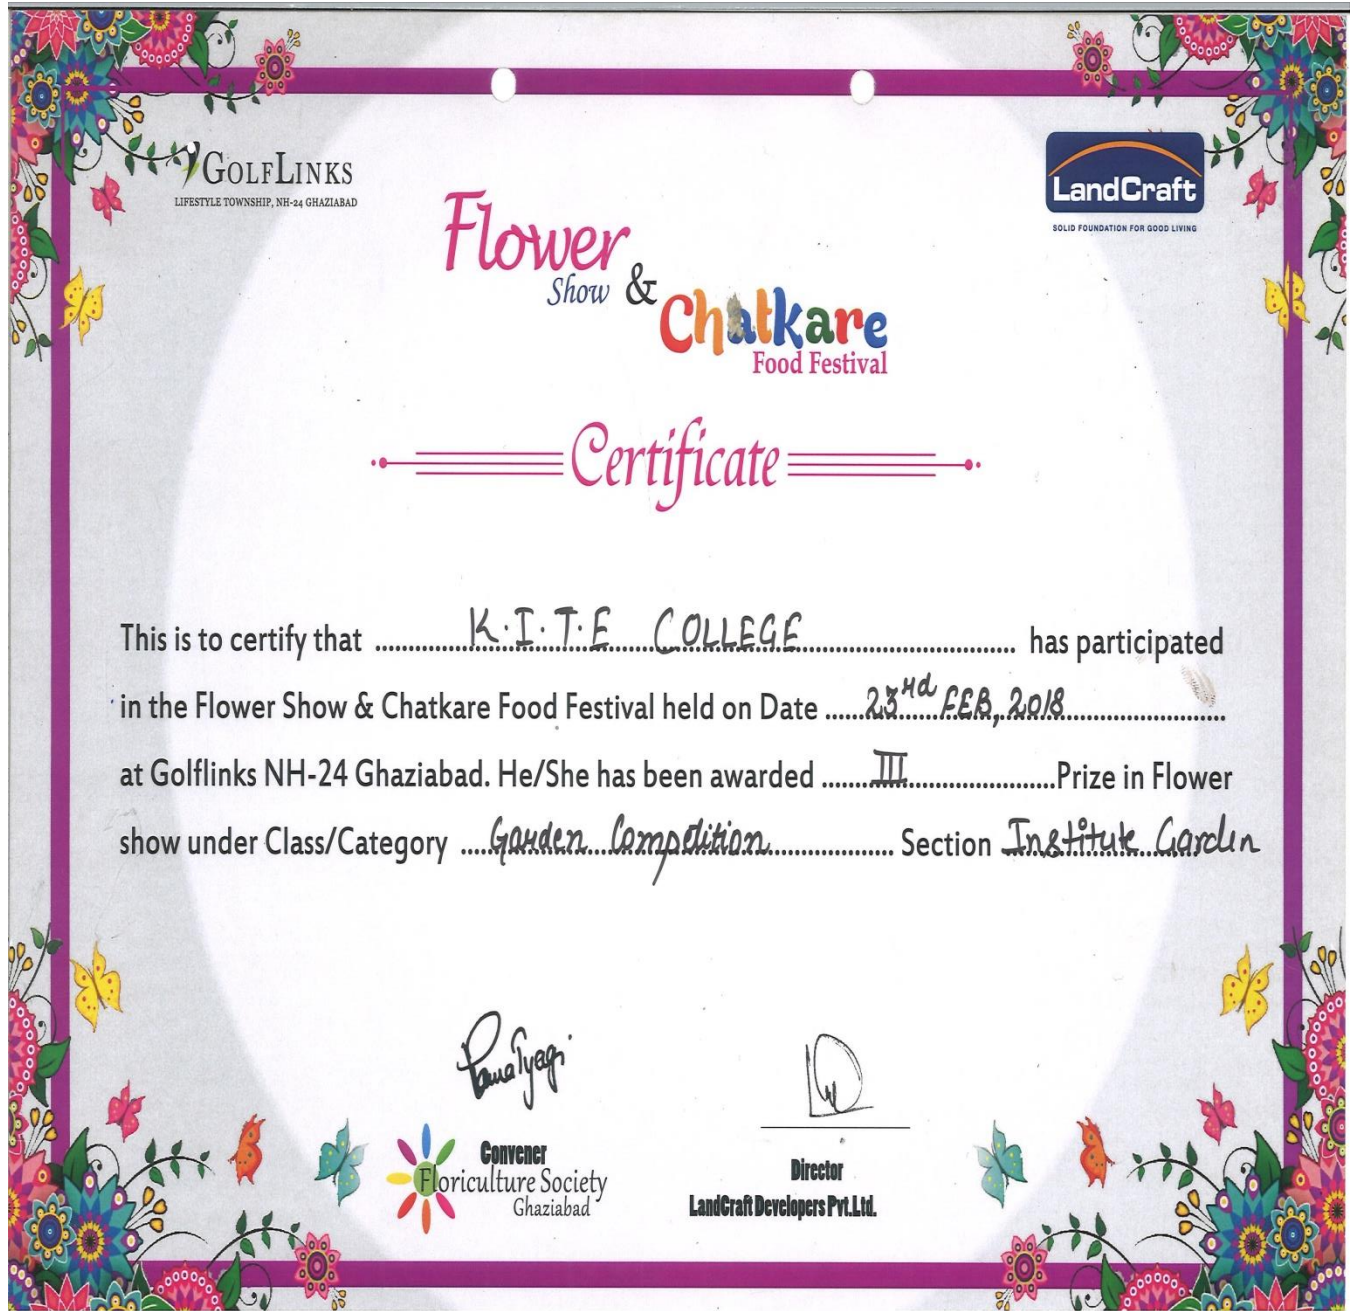 GOLFLINKS
LIFESTYLE TOWNSHIP, NH-24 GHAZIABAD
LandCraft
SOLID FOUNDATION FOR GOOD LIVING
Flower
Show &
Chatkare
Food Festival
Certificate
This is to certify that K.I.T.E COLLEGE has participated
in the Flower Show & Chatkare Food Festival held on Date 23rd FEB, 2018
at Golflinks NH-24 Ghaziabad. He/She has been awarded III Prize in Flower
show under Class/Category Garden Compitition Section Institute Garden
Tyagi
Convener
Floriculture Society
Ghaziabad
Director
LandCraft Developers Pvt.Ltd.